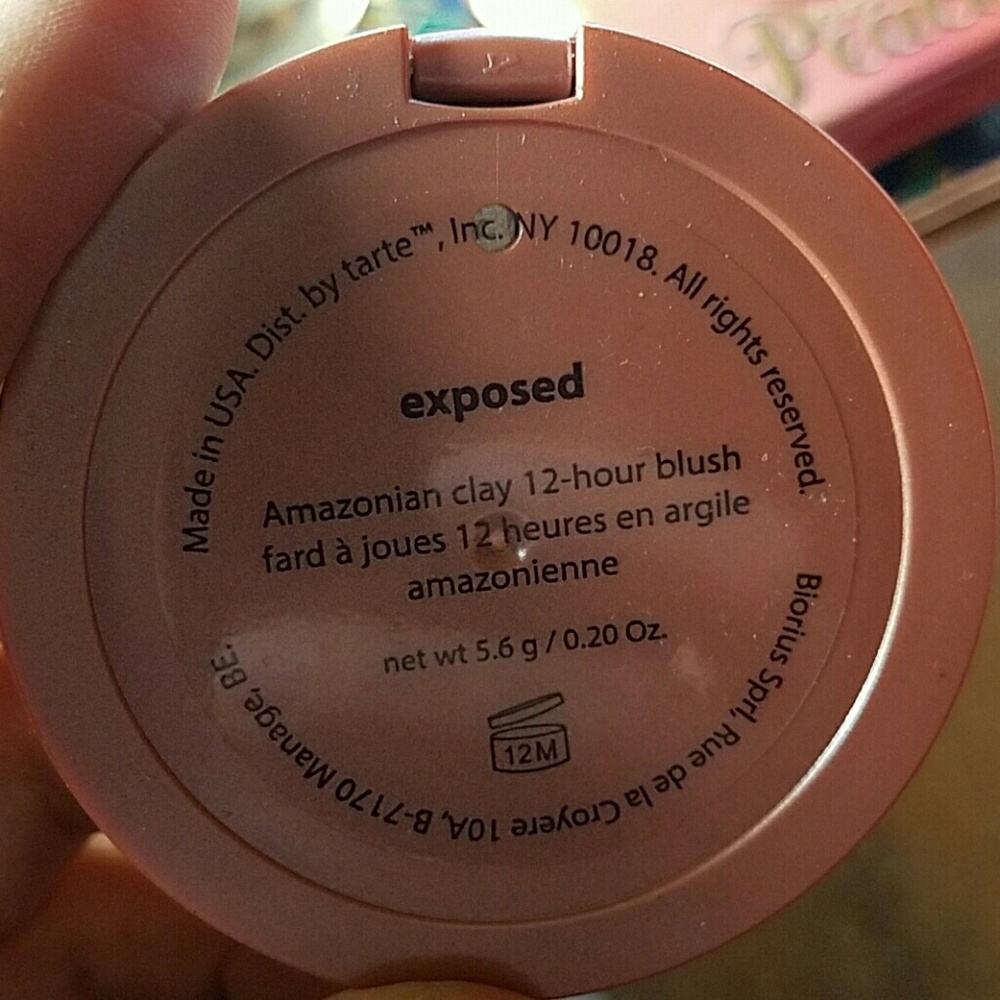 Made in USA. Dist. by tarte™, Inc. NY 10018. All rights reserved.
exposed
Amazonian clay 12-hour blush
fard à joues 12 heures en argile
amazonienne
net wt 5.6 g / 0.20 Oz.
12M
Biorius Sprl, Rue de la Croyere 10A, B-7170 Manage, BE.